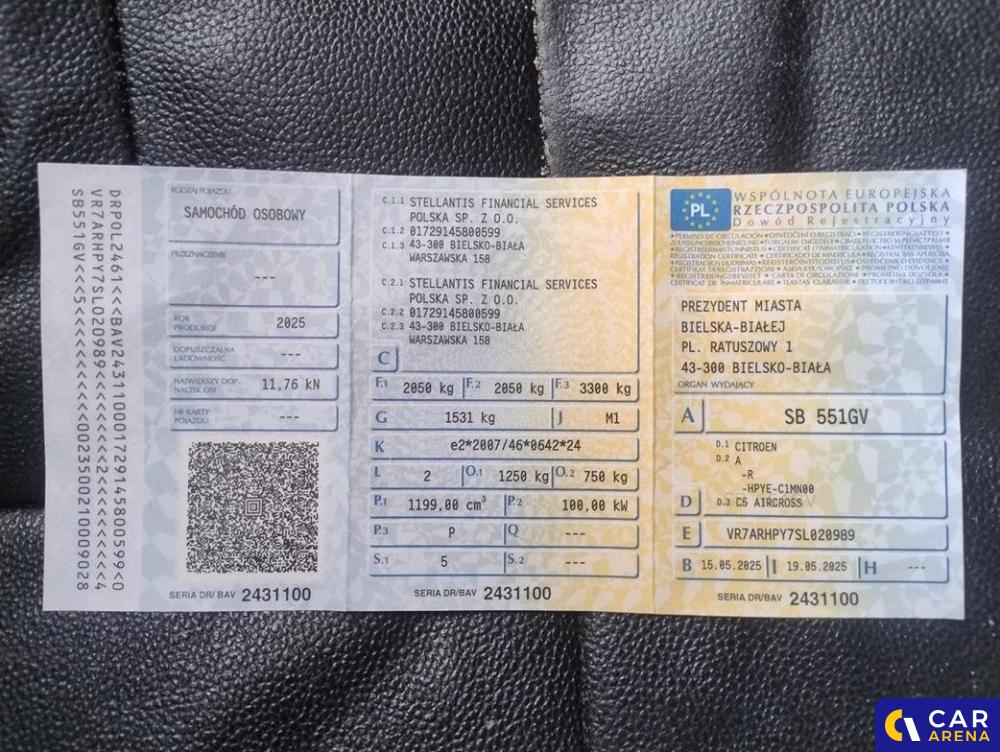 DRPOL2461<<BAV2431100017291458005990<0
VR7ARHPY7SL020989<<<<<<<<<2<<<<<<<<<<4
SB551GV<<5<<<<<<<<<<<<0023500210009028
RODZAJ POJAZDU
SAMOCHÓD OSOBOWY
PRZEZNACZENIE
---
ROK PRODUKCJI
2025
DOPUSZCZALNA ŁADOWNOŚĆ
---
NAJWIĘKSZY DOP. NACISK OSI
11,76 kN
NR KARTY POJAZDU
---
SERIA DR/BAV 2431100
C.1.1 STELLANTIS FINANCIAL SERVICES
POLSKA SP. Z O.O.
C.1.2 01729145800599
C.1.3 43-300 BIELSKO-BIAŁA
WARSZAWSKA 158
C.2.1 STELLANTIS FINANCIAL SERVICES
POLSKA SP. Z O.O.
C.2.2 01729145800599
C.2.3 43-300 BIELSKO-BIAŁA
WARSZAWSKA 158
C
F.1 2050 kg F.2 2050 kg F.3 3300 kg
G 1531 kg J M1
K e2*2007/46*0642*24
L 2 O.1 1250 kg O.2 750 kg
P.1 1199,00 cm³ P.2 100,00 kW
P.3 P Q ---
S.1 5 S.2 ---
SERIA DR/BAV 2431100
PL
WSPÓLNOTA EUROPEJSKA
RZECZPOSPOLITA POLSKA
Dowód Rejestracyjny
PREZYDENT MIASTA
BIELSKA-BIAŁEJ
PL. RATUSZOWY 1
43-300 BIELSKO-BIAŁA
ORGAN WYDAJĄCY
A SB 551GV
D.1 CITROEN
D.2 A
-R
-HPYE-C1MN00
D D.3 C5 AIRCROSS
E VR7ARHPY7SL020989
B 15.05.2025 I 19.05.2025 H ---
SERIA DR/BAV 2431100
CAR
ARENA